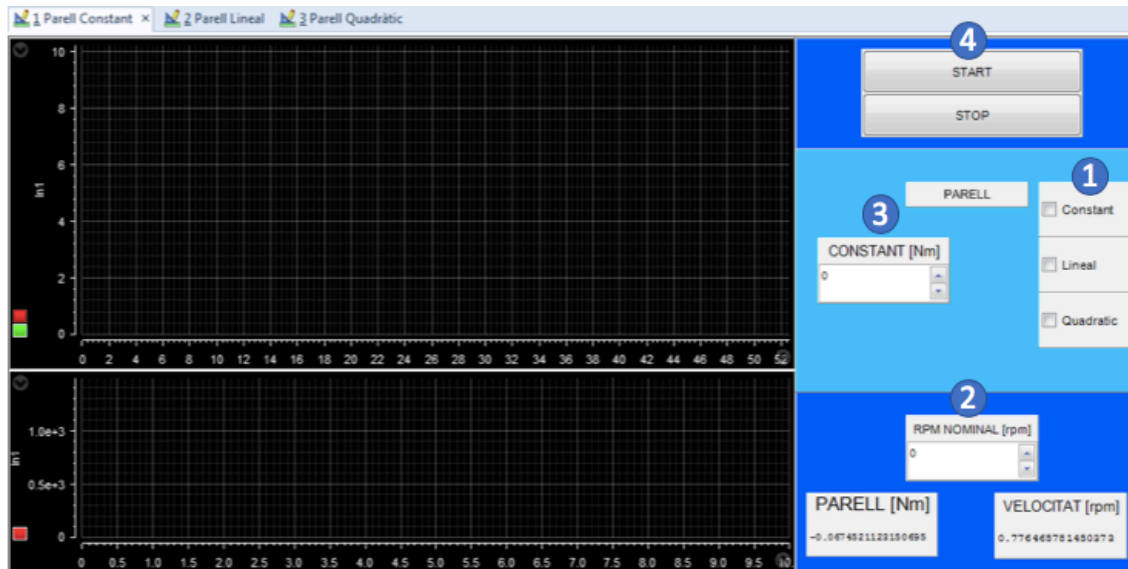 1 Parell Constant × 2 Parell Lineal 3 Parell Quadràtic
10
8
6
4
2
0
In1
0 2 4 6 8 10 12 14 16 18 20 22 24 26 28 30 32 34 36 38 40 42 44 46 48 50 52
1.0e+3
0.5e+3
0
In1
0 0.5 1.0 1.5 2.0 2.5 3.0 3.5 4.0 4.5 5.0 5.5 6.0 6.5 7.0 7.5 8.0 8.5 9.0 9.5 10
4
START
STOP
1
PARELL
Constant
3
CONSTANT [Nm]
0
Lineal
Quadratic
2
RPM NOMINAL [rpm]
0
PARELL [Nm]
VELOCITAT [rpm]